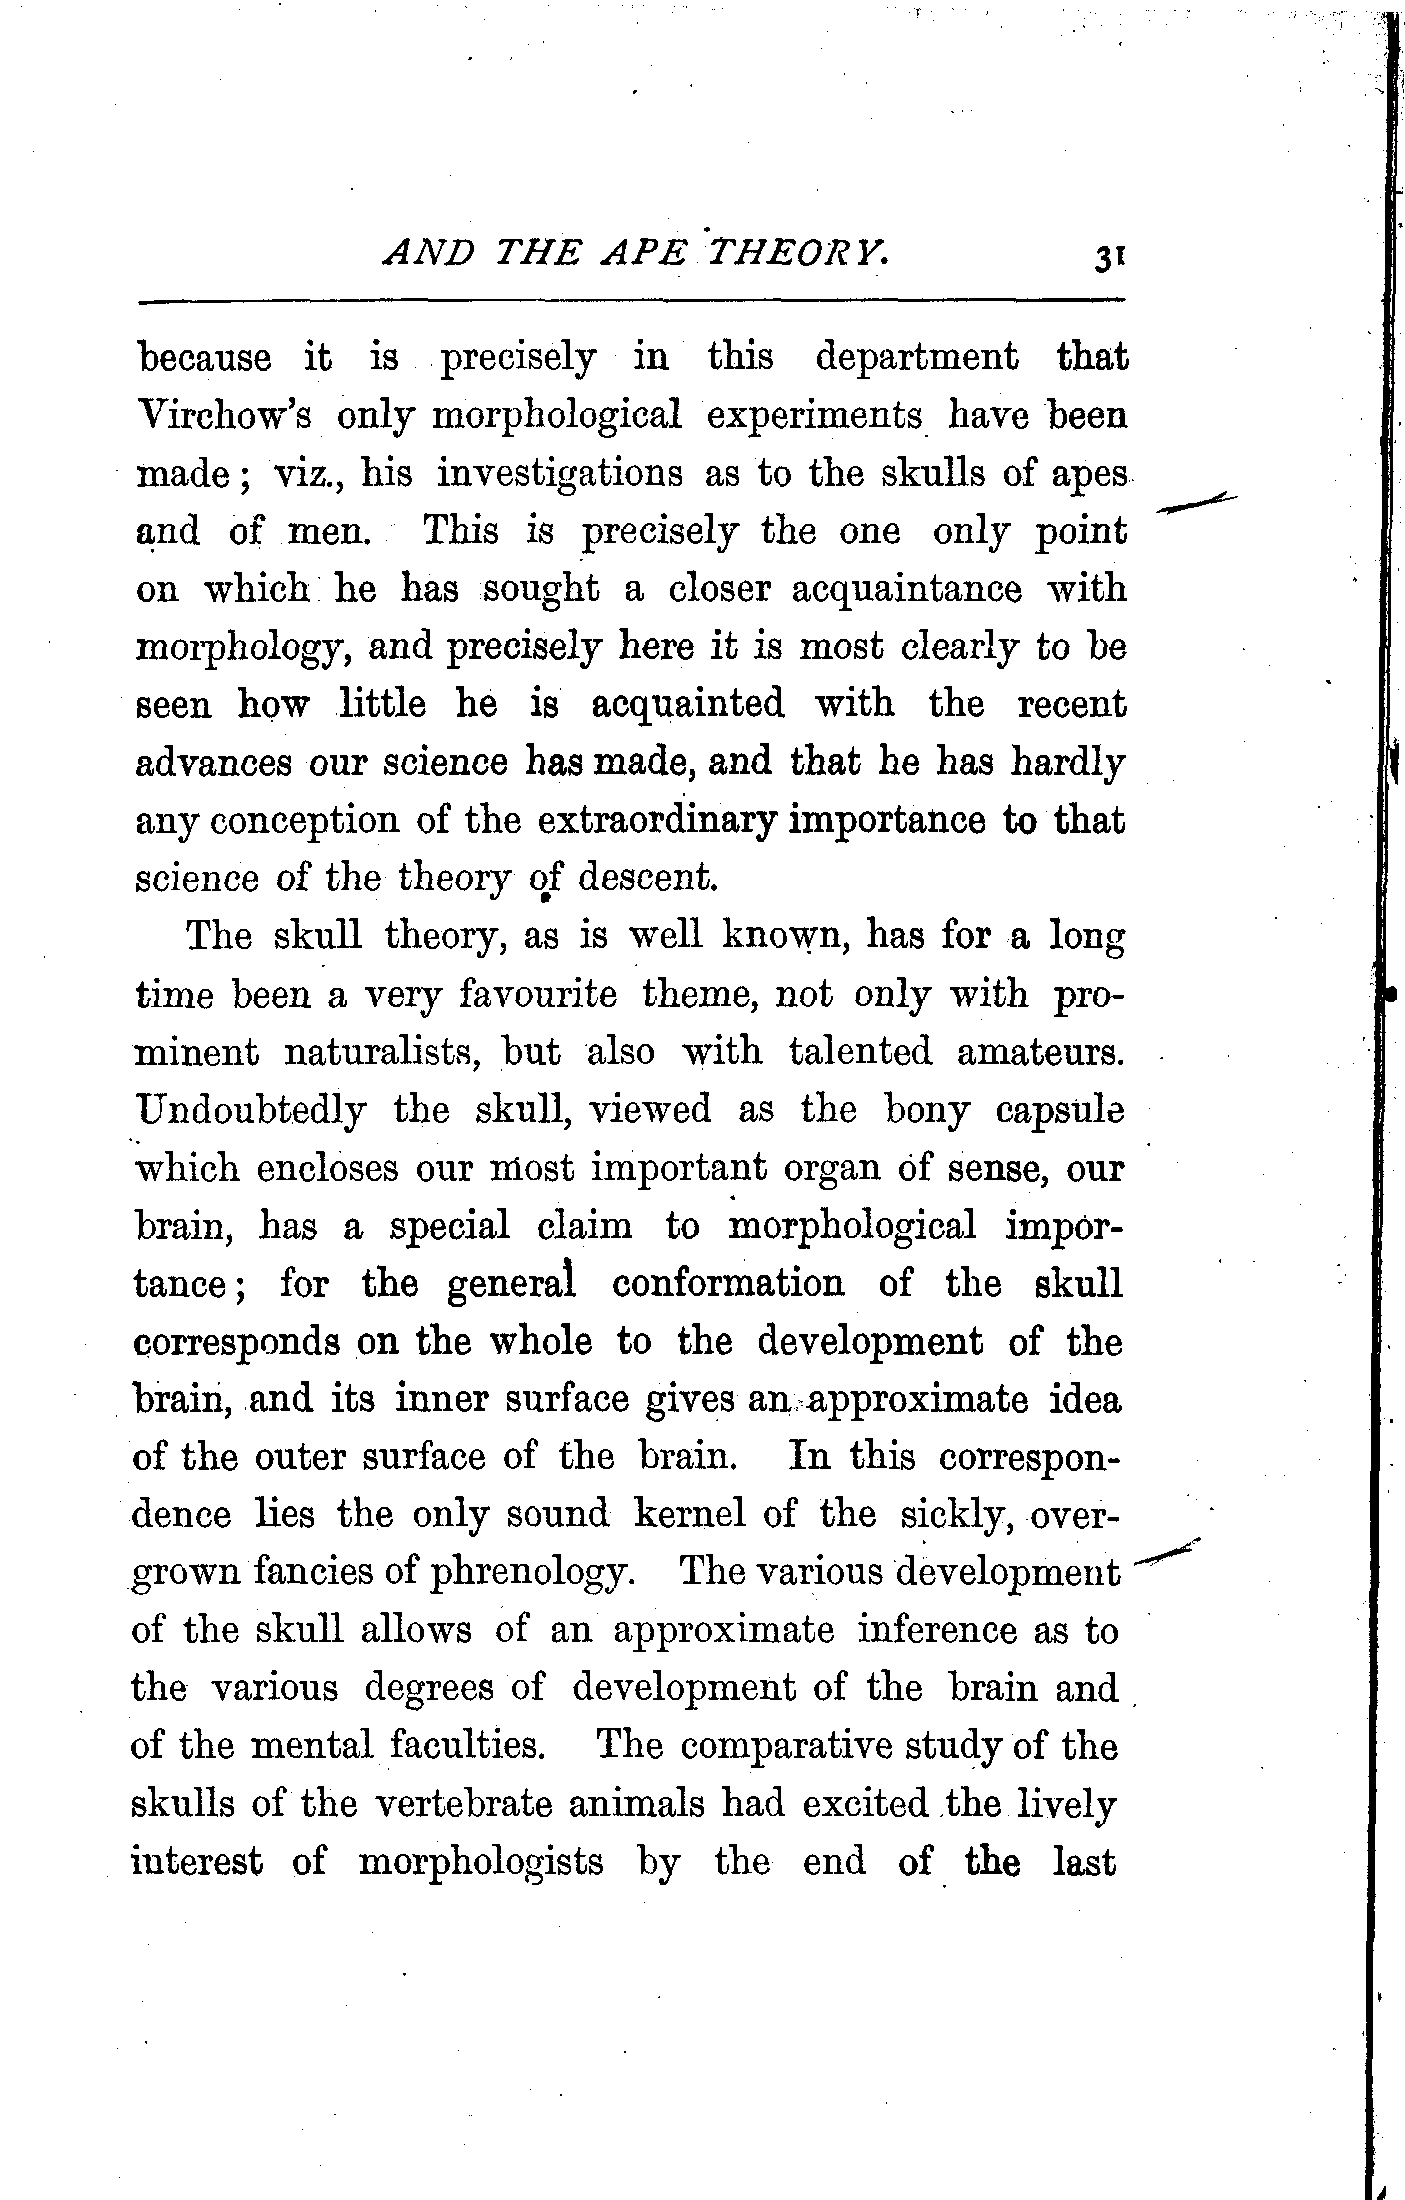 AND THE APE THEORY. 31
because it is precisely in this department that
Virchow's only morphological experiments have been
made; viz., his investigations as to the skulls of apes
and of men. This is precisely the one only point
on which he has sought a closer acquaintance with
morphology, and precisely here it is most clearly to be
seen how little he is acquainted with the recent
advances our science has made, and that he has hardly
any conception of the extraordinary importance to that
science of the theory of descent.
The skull theory, as is well known, has for a long
time been a very favourite theme, not only with pro-
minent naturalists, but also with talented amateurs.
Undoubtedly the skull, viewed as the bony capsule
which encloses our most important organ of sense, our
brain, has a special claim to morphological impor-
tance; for the general conformation of the skull
corresponds on the whole to the development of the
brain, and its inner surface gives an approximate idea
of the outer surface of the brain. In this correspon-
dence lies the only sound kernel of the sickly, over-
grown fancies of phrenology. The various development
of the skull allows of an approximate inference as to
the various degrees of development of the brain and
of the mental faculties. The comparative study of the
skulls of the vertebrate animals had excited the lively
interest of morphologists by the end of the last